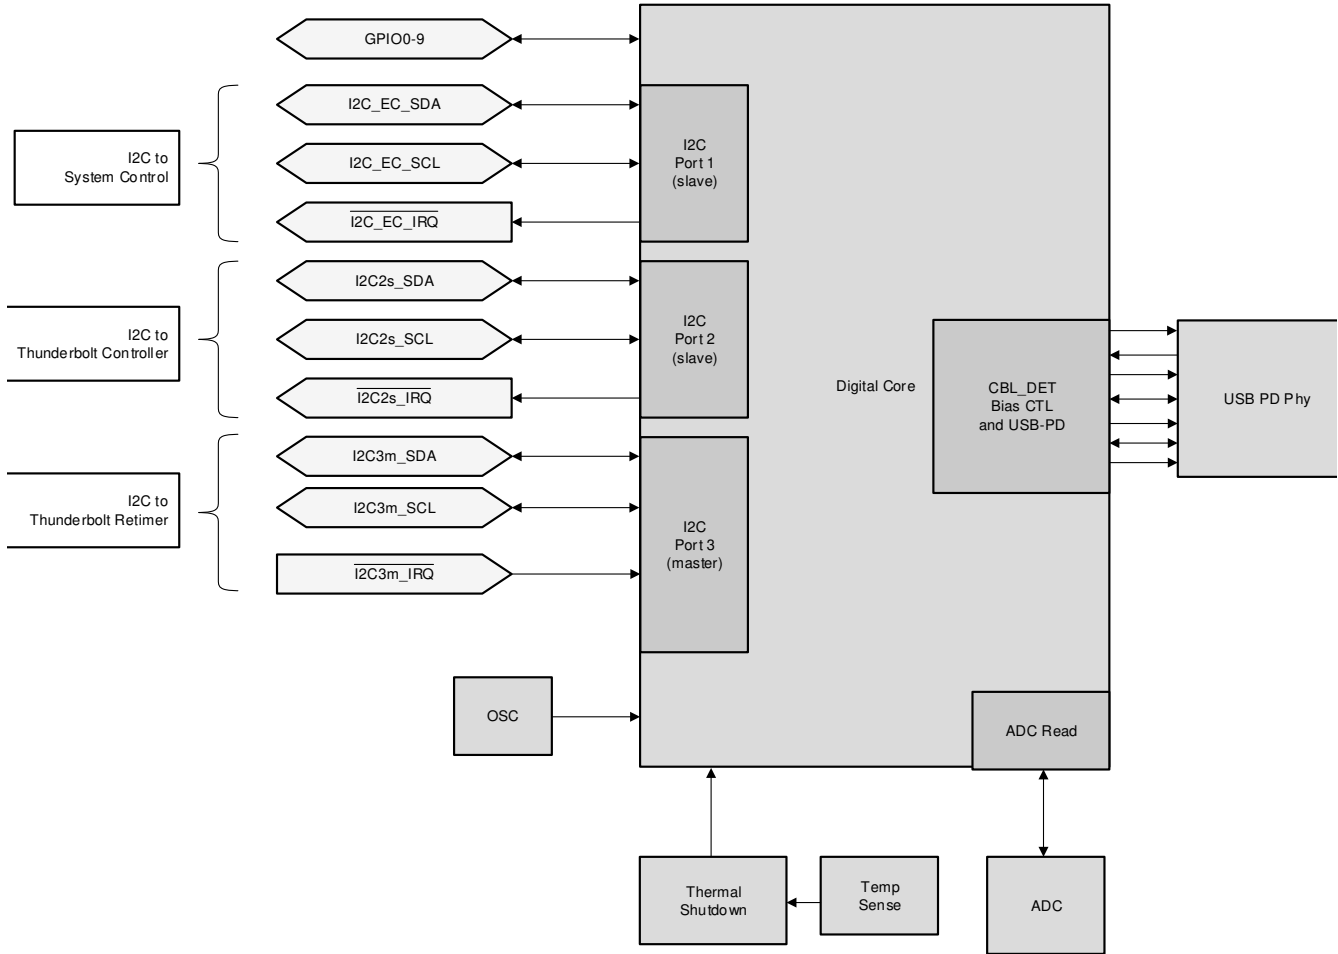 GPIO0-9
I2C_EC_SDA
I2C_EC_SCL
I2C_EC_IRQ
I2C to
System Control
I2C
Port 1
(slave)
I2C2s_SDA
I2C2s_SCL
I2C2s_IRQ
I2C to
Thunderbolt Controller
I2C
Port 2
(slave)
I2C3m_SDA
I2C3m_SCL
I2C3m_IRQ
I2C to
Thunderbolt Retimer
I2C
Port 3
(master)
Digital Core
CBL_DET
Bias CTL
and USB-PD
USB PD Phy
OSC
ADC Read
Thermal
Shutdown
Temp
Sense
ADC